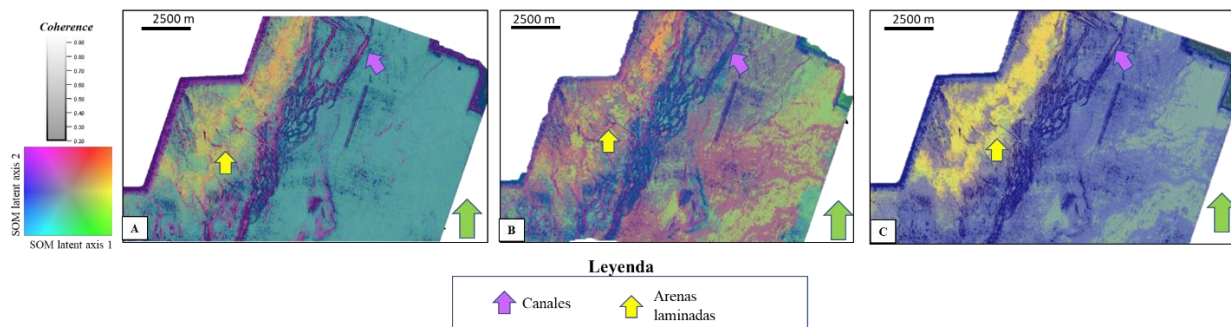 2500 m
2500 m
2500 m
Coherence
0.90
0.80
0.70
0.60
0.50
0.40
0.30
0.20
SOM latent axis 2
SOM latent axis 1
A
B
C
Leyenda
Canales
Arenas
laminadas